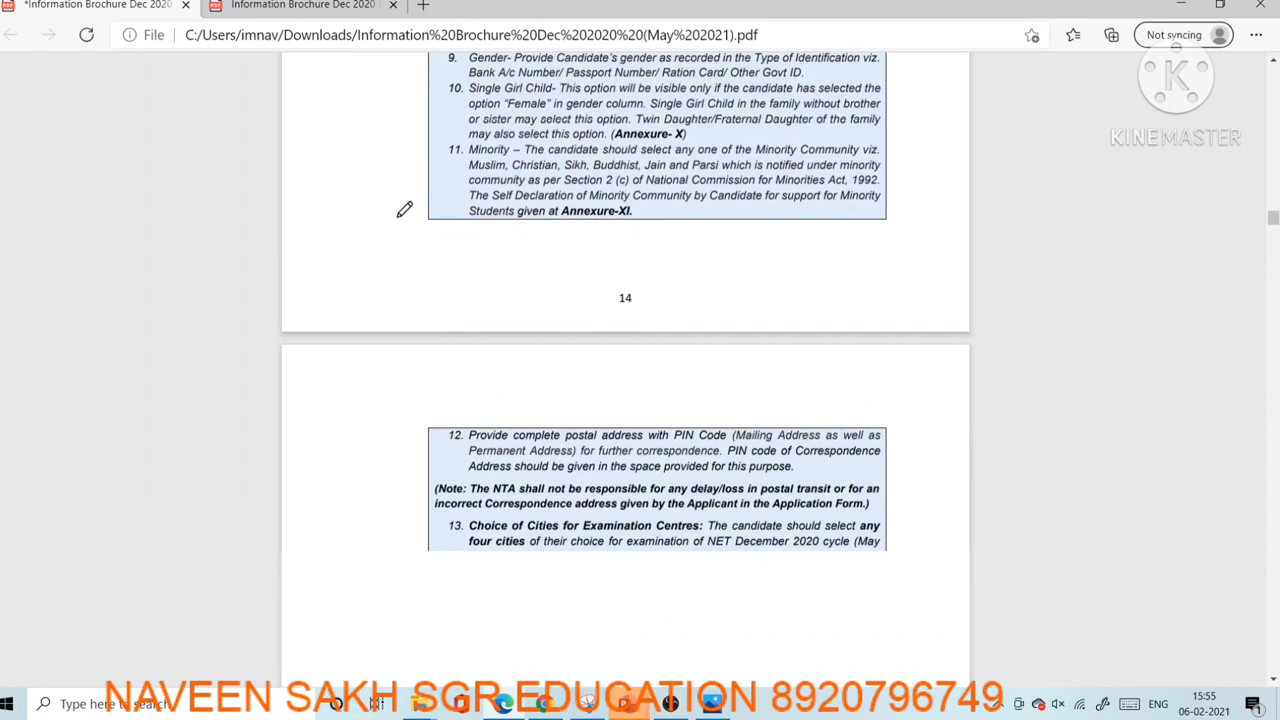 *Information Brochure Dec 2020
Information Brochure Dec 2020 (
File
C:/Users/imnav/Downloads/Information%20Brochure%20Dec%202020%20(May%202021).pdf
Not syncing
9. Gender- Provide Candidate's gender as recorded in the Type of Identification viz.
Bank A/c Number/ Passport Number/ Ration Card/ Other Govt ID.
10. Single Girl Child- This option will be visible only if the candidate has selected the
option "Female" in gender column. Single Girl Child in the family without brother
or sister may select this option. Twin Daughter/Fraternal Daughter of the family
may also select this option. (Annexure- X)
11. Minority – The candidate should select any one of the Minority Community viz.
Muslim, Christian, Sikh, Buddhist, Jain and Parsi which is notified under minority
community as per Section 2 (c) of National Commission for Minorities Act, 1992.
The Self Declaration of Minority Community by Candidate for support for Minority
Students given at Annexure-XI.
14
12. Provide complete postal address with PIN Code (Mailing Address as well as
Permanent Address) for further correspondence. PIN code of Correspondence
Address should be given in the space provided for this purpose.
(Note: The NTA shall not be responsible for any delay/loss in postal transit or for an
incorrect Correspondence address given by the Applicant in the Application Form.)
13. Choice of Cities for Examination Centres: The candidate should select any
four cities of their choice for examination of NET December 2020 cycle (May
K
KINEMASTER
NAVEEN SAKH SGR EDUCATION 8920796749
Type here to search
ENG
15:55
06-02-2021
1